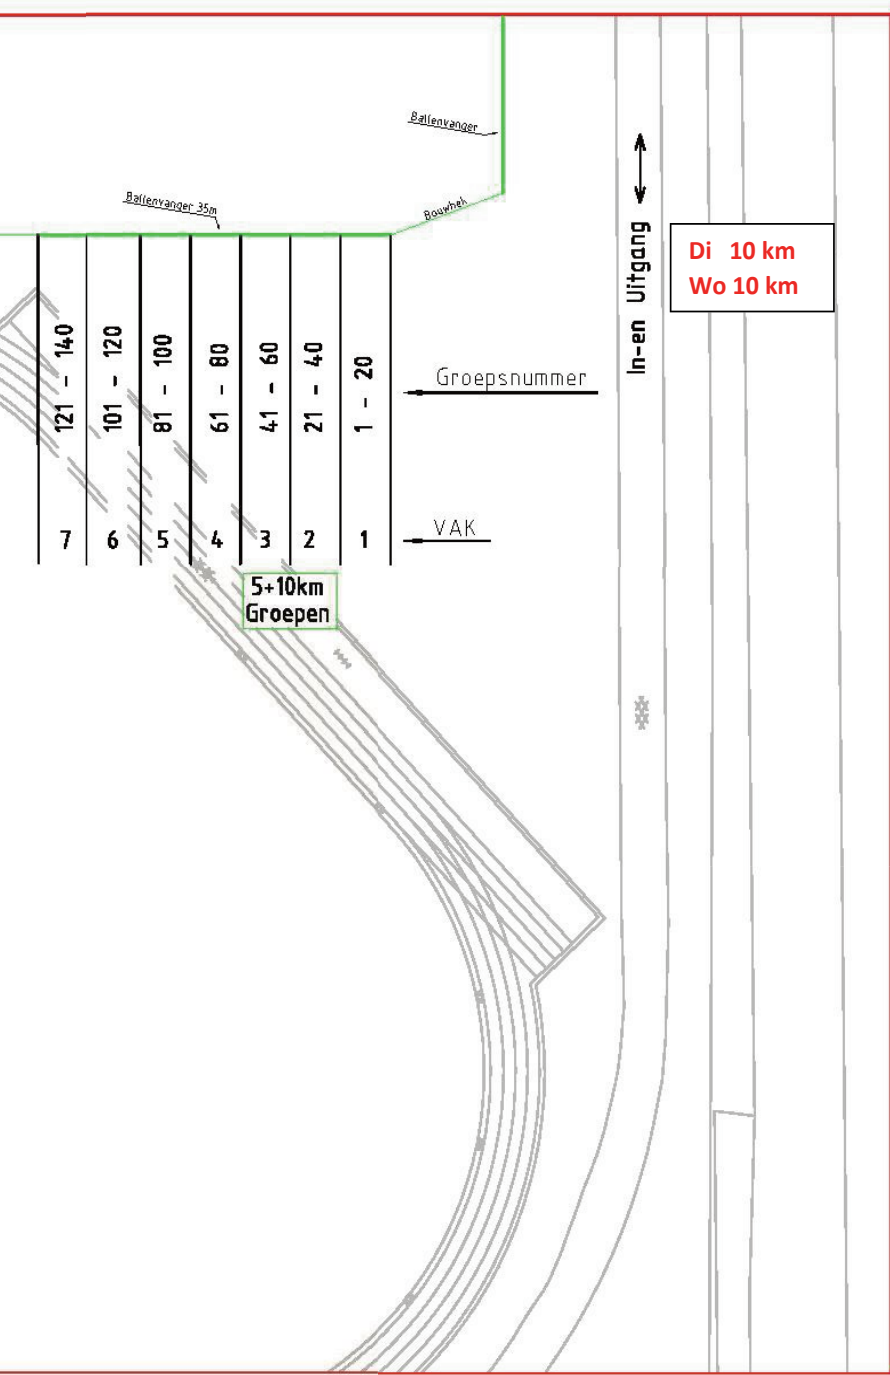 Ballenvanger
Ballenvanger 35m
Bouwhek
In-en Uitgang
Di 10 km
Wo 10 km
121 - 140
101 - 120
81 - 100
61 - 80
41 - 60
21 - 40
1 - 20
Groepsnummer
7 6 5 4 3 2 1
VAK
5+10km
Groepen